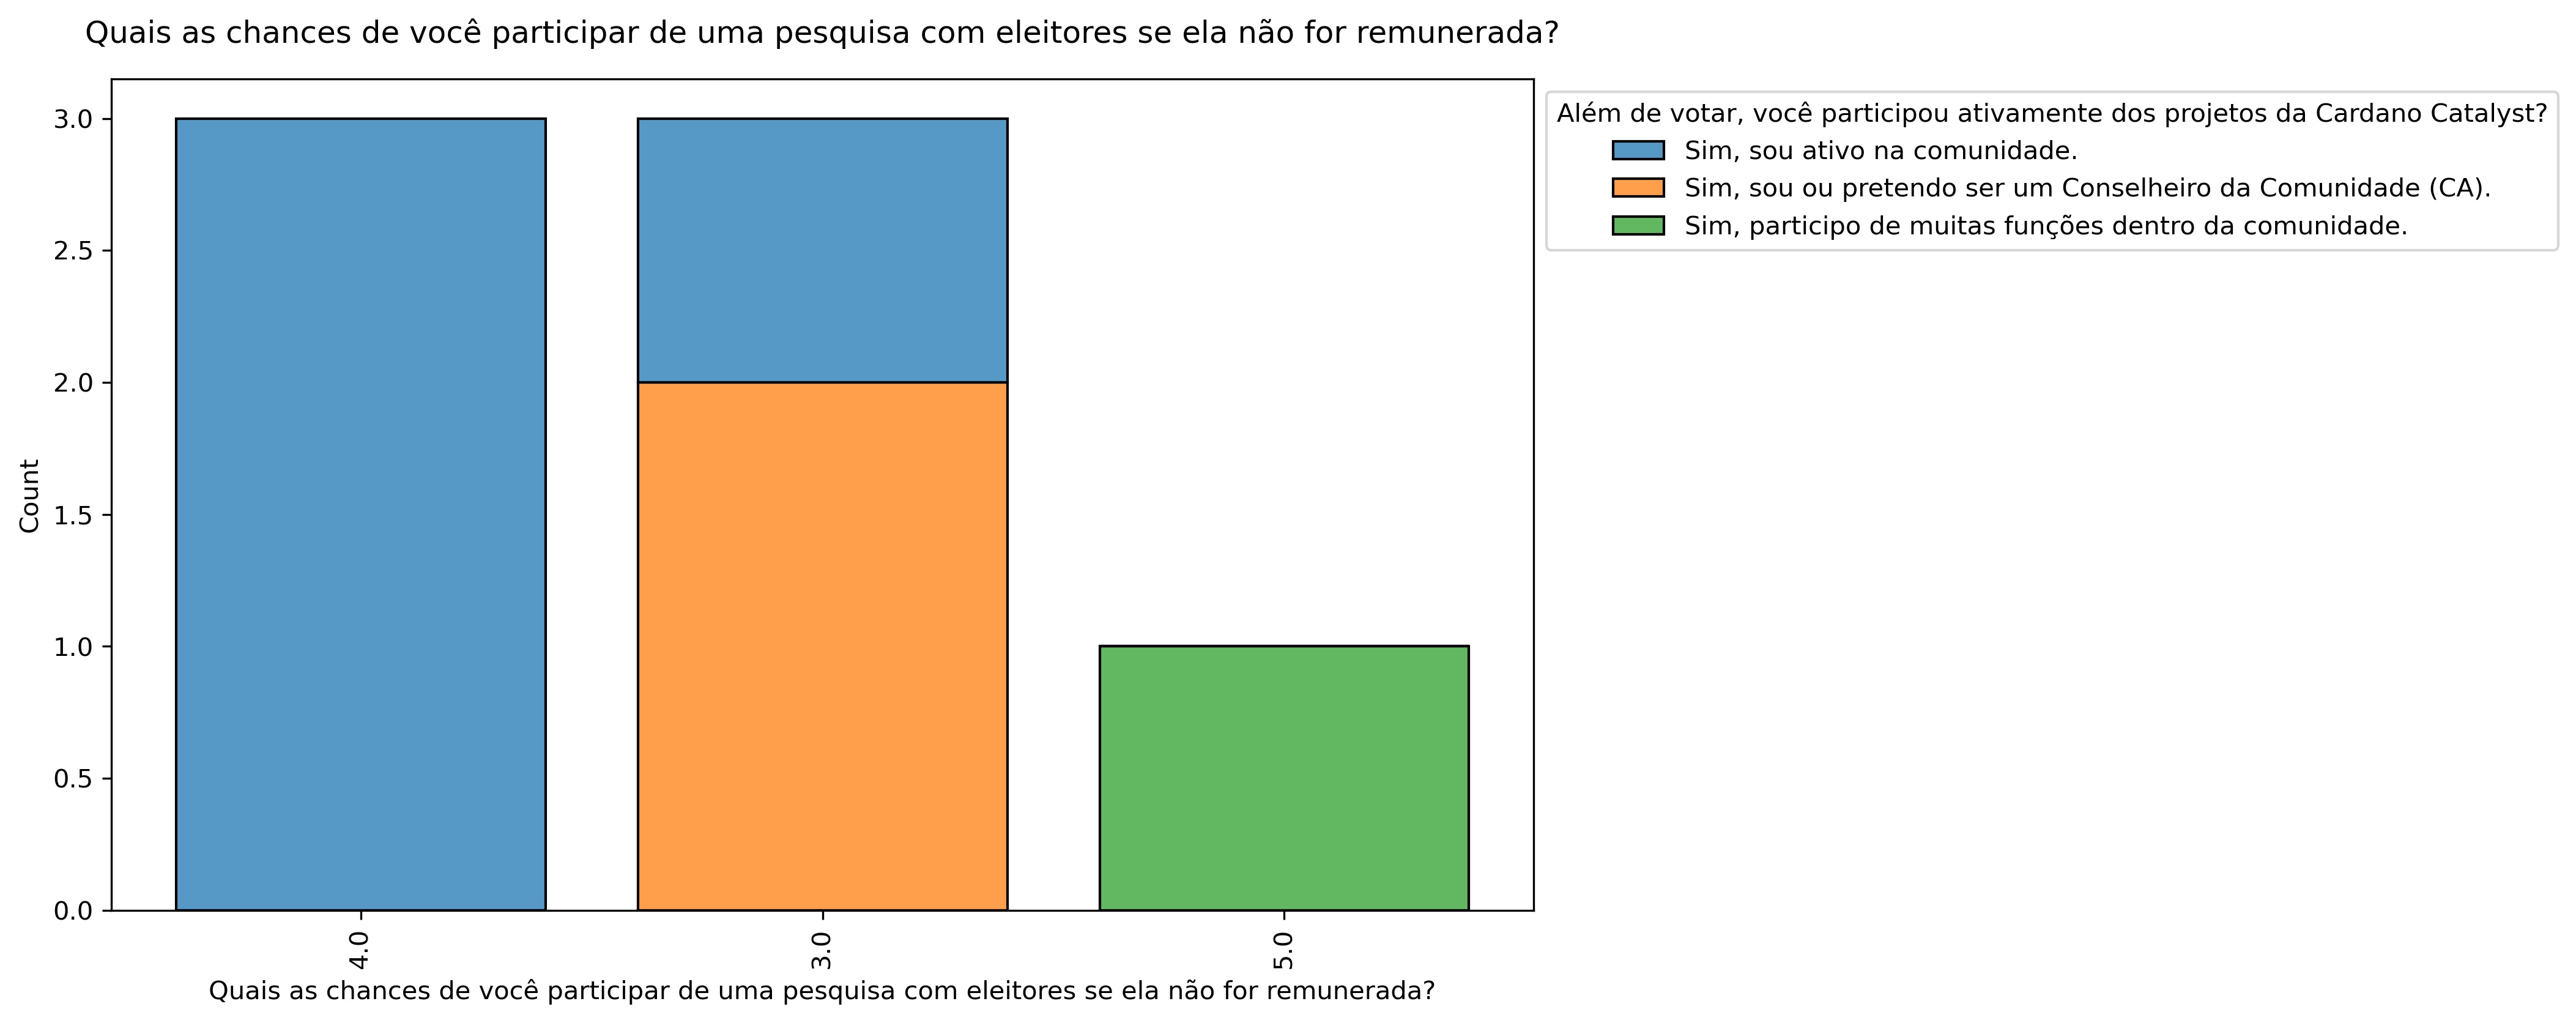 Quais as chances de você participar de uma pesquisa com eleitores se ela não for remunerada?
3.0
2.5
2.0
1.5
1.0
0.5
0.0
Count
4.0
3.0
5.0
Quais as chances de você participar de uma pesquisa com eleitores se ela não for remunerada?
Além de votar, você participou ativamente dos projetos da Cardano Catalyst?
Sim, sou ativo na comunidade.
Sim, sou ou pretendo ser um Conselheiro da Comunidade (CA).
Sim, participo de muitas funções dentro da comunidade.